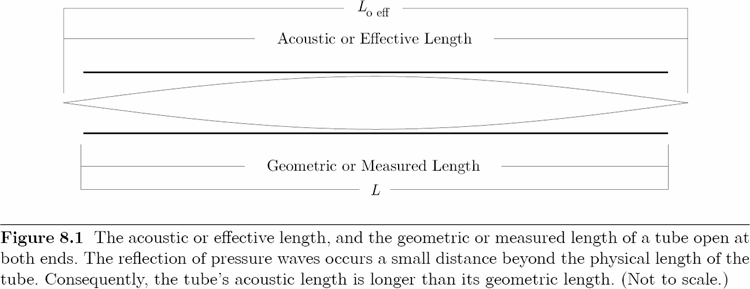 L₀ eff
Acoustic or Effective Length
Geometric or Measured Length
L
Figure 8.1 The acoustic or effective length, and the geometric or measured length of a tube open at
both ends. The reflection of pressure waves occurs a small distance beyond the physical length of the
tube. Consequently, the tube's acoustic length is longer than its geometric length. (Not to scale.)